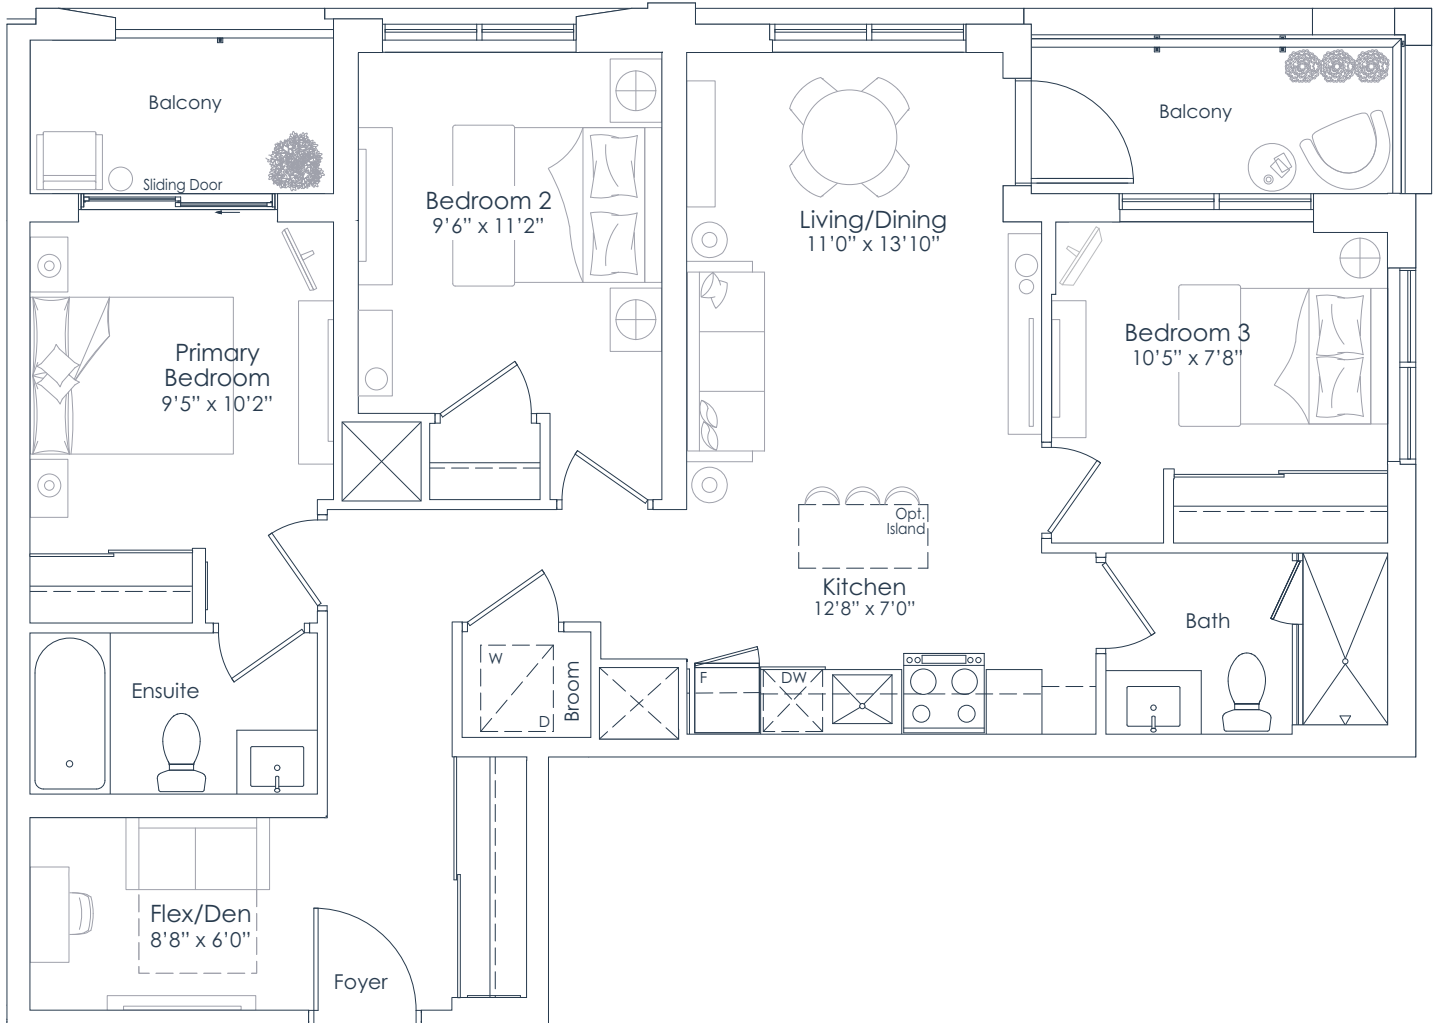 Balcony
Sliding Door
Bedroom 2
9'6” x 11'2”
Living/Dining
11'0” x 13'10”
Balcony
Primary
Bedroom
9'5” x 10'2”
Bedroom 3
10'5” x 7'8”
Opt.
Island
Kitchen
12'8” x 7'0”
Bath
Ensuite
W
D
Broom
F
DW
Flex/Den
8'8” x 6'0”
Foyer